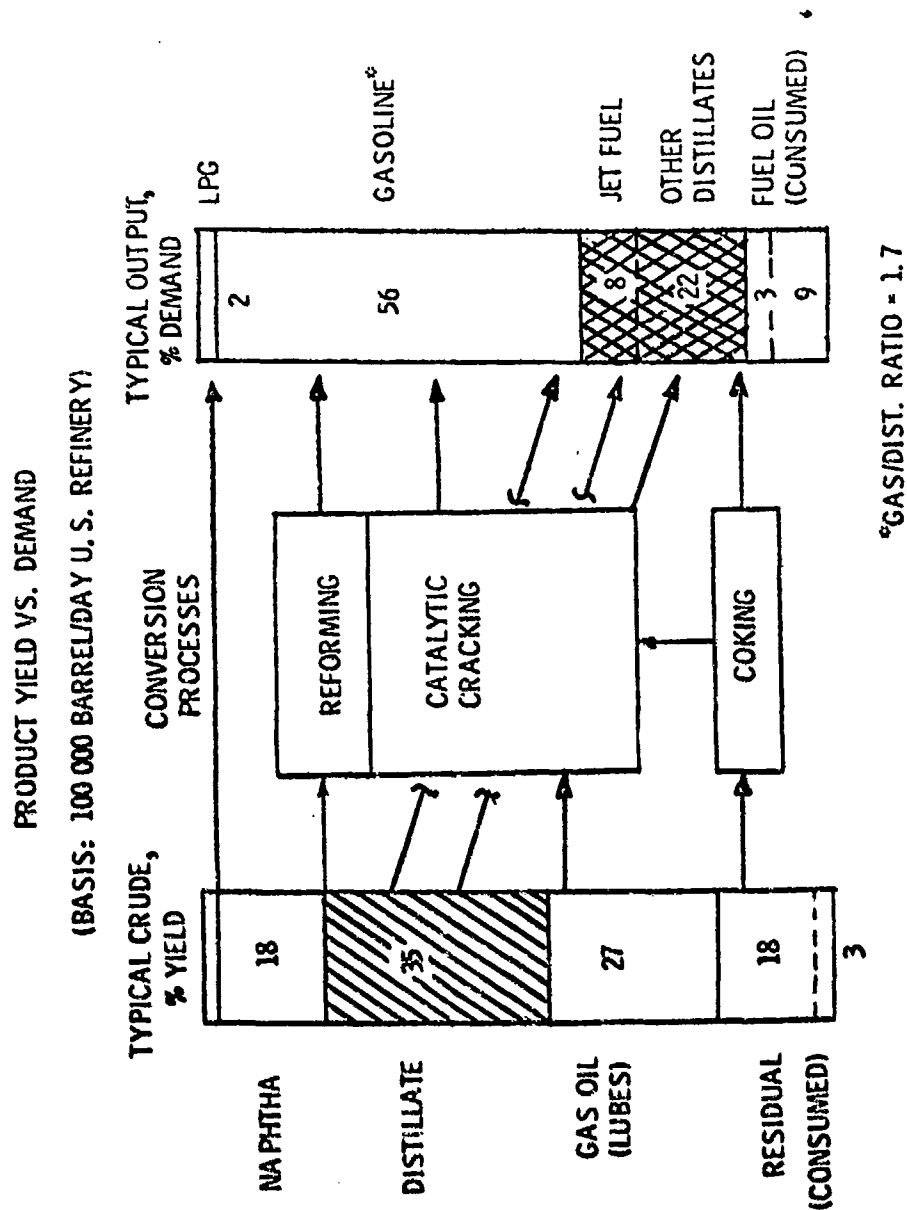 PRODUCT YIELD VS. DEMAND
(BASIS: 100 000 BARREL/DAY U.S. REFINERY)
TYPICAL CRUDE,
% YIELD
CONVERSION
PROCESSES
TYPICAL OUTPUT,
% DEMAND
NAPHTHA
18
DISTILLATE
35
GAS OIL
(LUBES)
27
RESIDUAL
18
(CONSUMED)
3
REFORMING
CATALYTIC
CRACKING
COKING
LPG
2
GASOLINE*
56
JET FUEL
8
OTHER
DISTILLATES
22
FUEL OIL
3
(CONSUMED)
9
*GAS/DIST. RATIO = 1.7